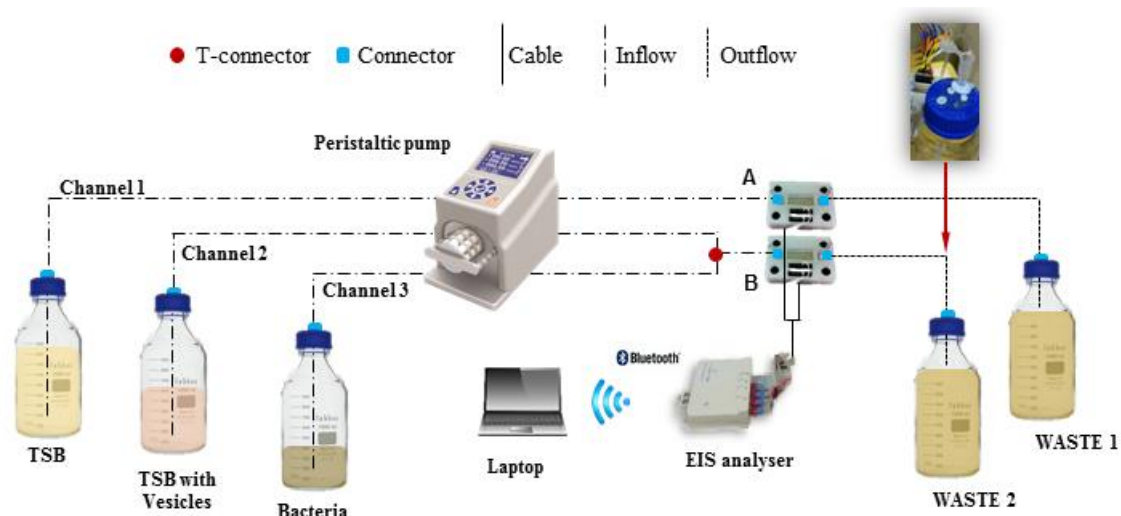 T-connector Connector Cable Inflow Outflow
Peristaltic pump
Channel 1
A
Channel 2
B
Channel 3
Bluetooth
TSB
TSB with
Vesicles
Bacteria
Laptop
EIS analyser
WASTE 1
WASTE 2